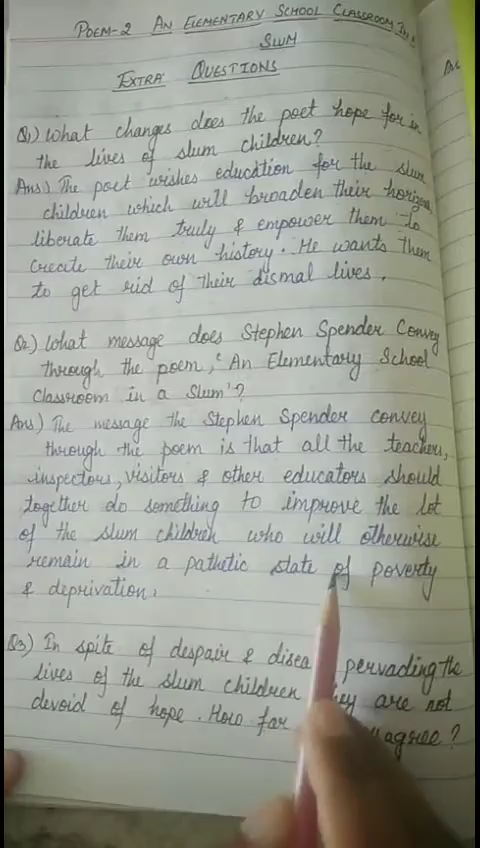 POEM-2 AN ELEMENTARY SCHOOL CLASSROOM IN
SLUM
EXTRA QUESTIONS
Q1) What changes does the poet hope for in
the lives of slum children?
Ans) The poet wishes education for the slum
children which will broaden their
liberate them truly & empower them to
create their own history. He wants them
to get rid of their dismal lives.
Q2) What message does Stephen Spender Convey
through the poem, 'An Elementary School
Classroom in a Slum'?
Ans) The message the Stephen Spender convey
through the poem is that all the teachers,
inspectors, visitors & other educators should
together do something to improve the lot
of the slum children who will otherwise
remain in a pathetic state of poverty
& deprivation.
Q3) In spite of despair & pervading the
lives of the slum children are not
devoid of hope. How far agree?